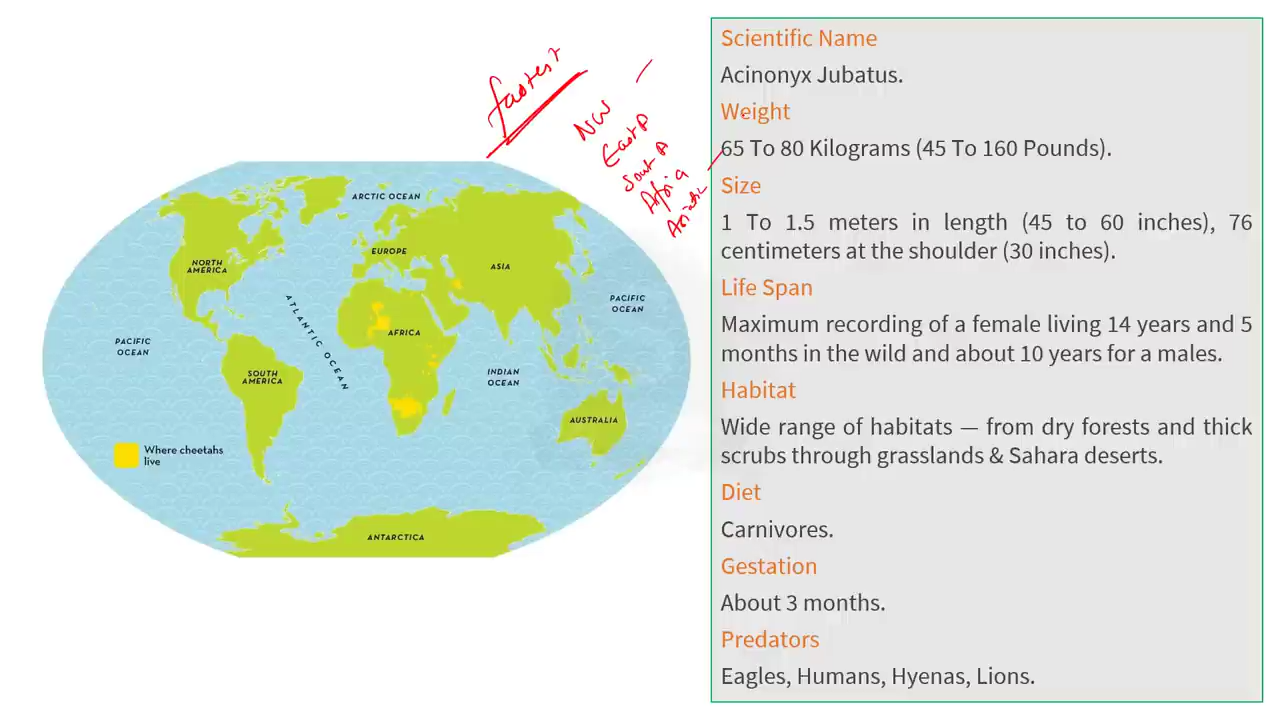 fastest
NW
East A
Sout A
Asiatic
ARCTIC OCEAN
EUROPE
NORTH
AMERICA
ASIA
ATLANTIC OCEAN
PACIFIC
OCEAN
AFRICA
PACIFIC
OCEAN
SOUTH
AMERICA
INDIAN
OCEAN
AUSTRALIA
Where cheetahs
live
ANTARCTICA
Scientific Name
Acinonyx Jubatus.
Weight
65 To 80 Kilograms (45 To 160 Pounds).
Size
1 To 1.5 meters in length (45 to 60 inches), 76
centimeters at the shoulder (30 inches).
Life Span
Maximum recording of a female living 14 years and 5
months in the wild and about 10 years for a males.
Habitat
Wide range of habitats — from dry forests and thick
scrubs through grasslands & Sahara deserts.
Diet
Carnivores.
Gestation
About 3 months.
Predators
Eagles, Humans, Hyenas, Lions.